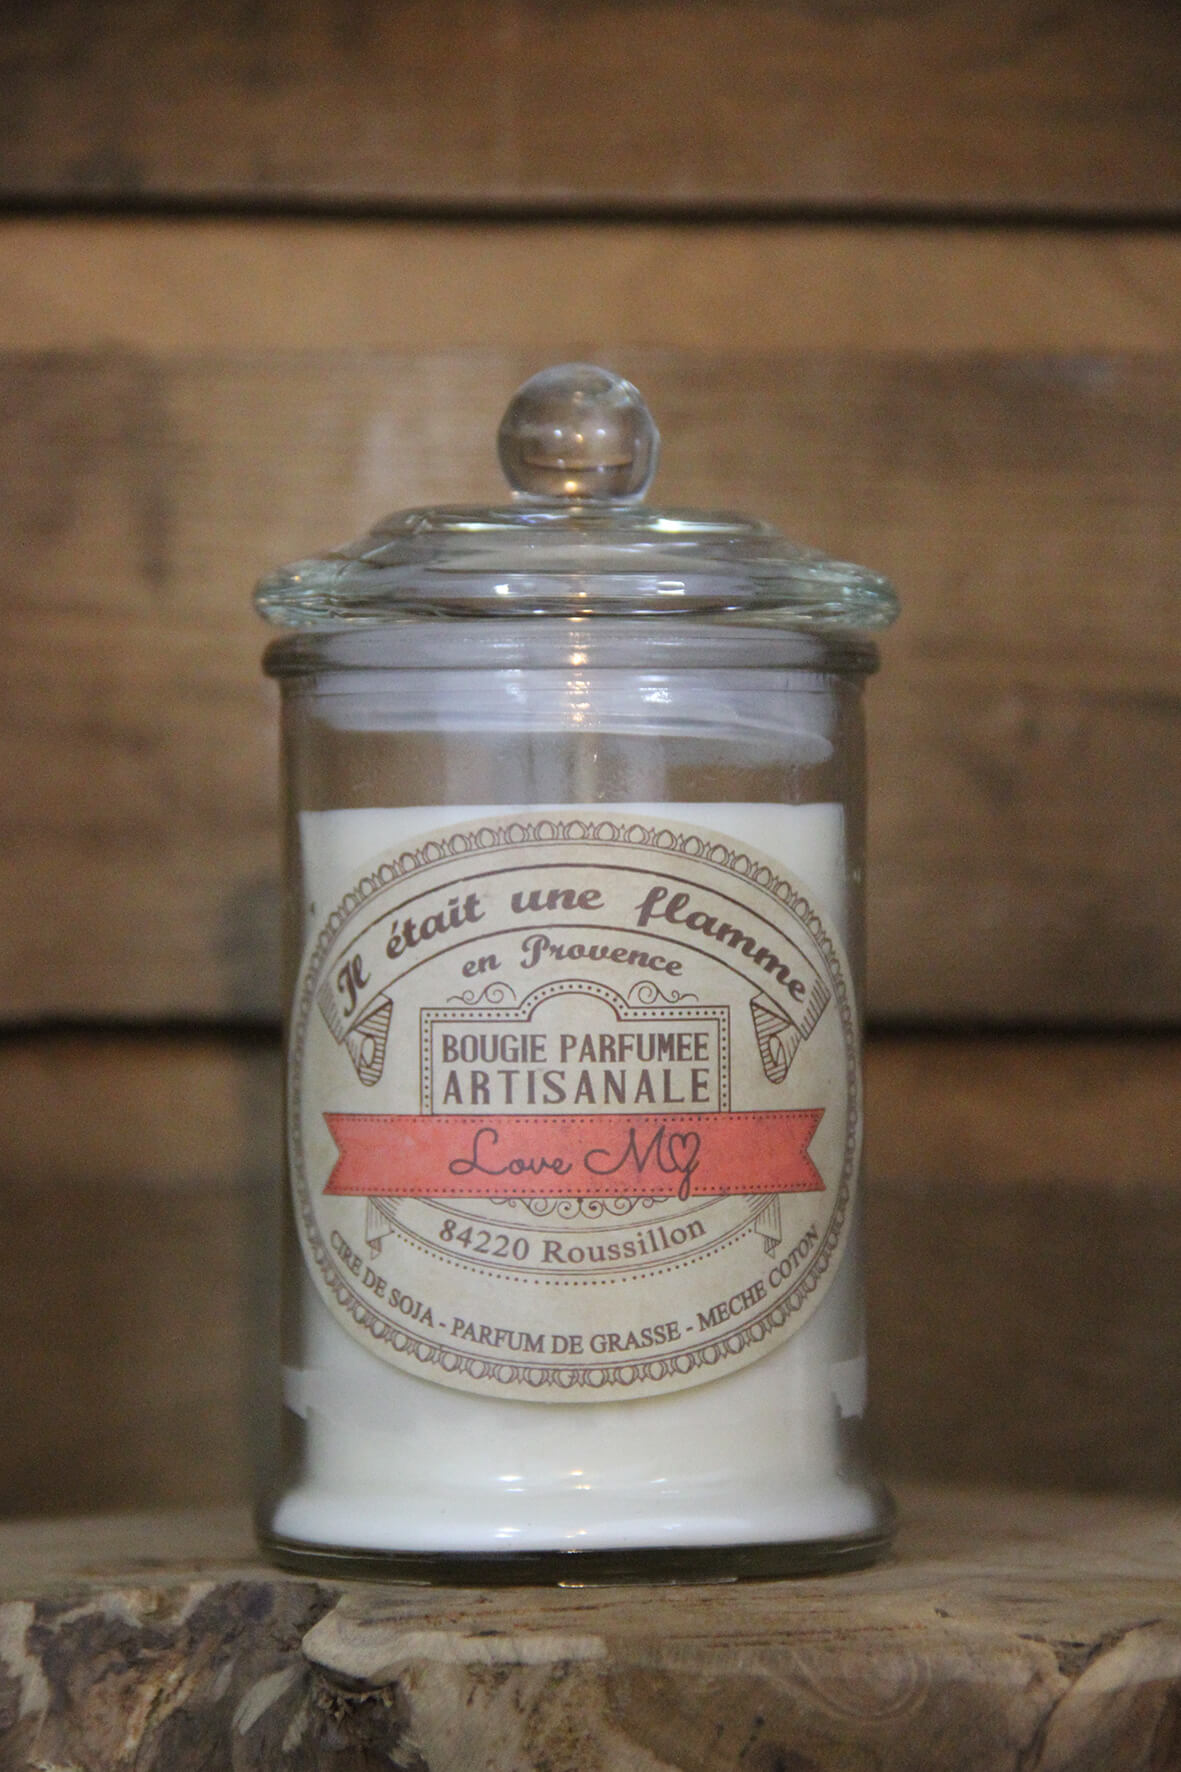 Il était une flamme
en Provence
BOUGIE PARFUMEE
ARTISANALE
Love My
84220 Roussillon
CIRE DE SOJA - PARFUM DE GRASSE - MECHE COTON